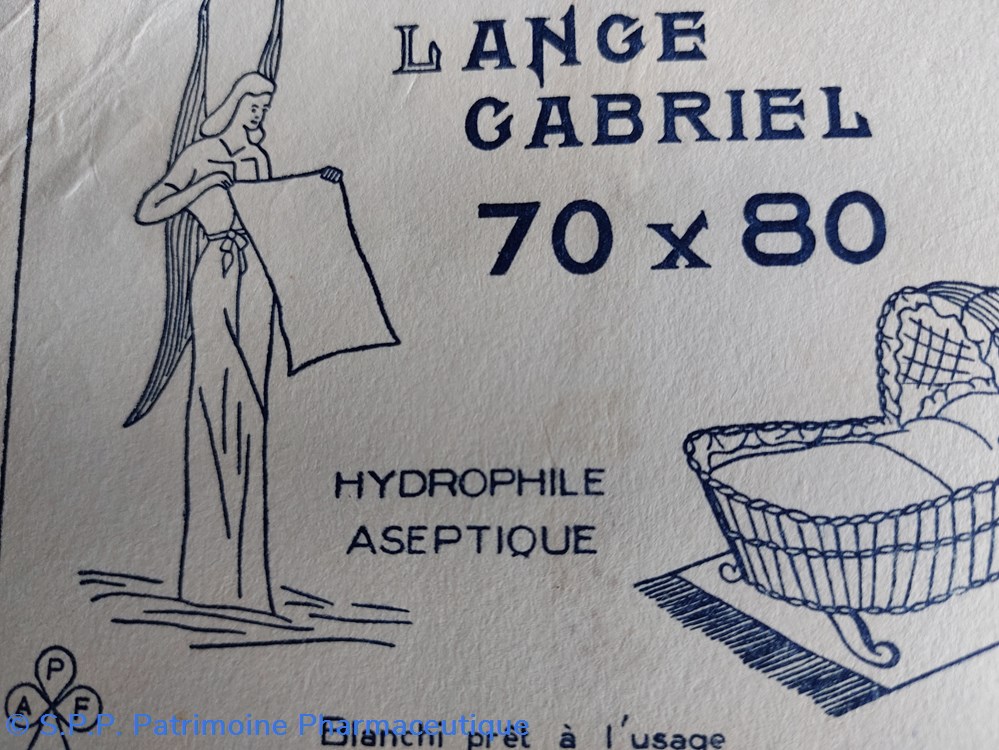 LANGE
GABRIEL
70 x 80
HYDROPHILE
ASEPTIQUE
P
A F
© S.P.P. Patrimoine Pharmaceutique
Blanchi prêt à l'usage